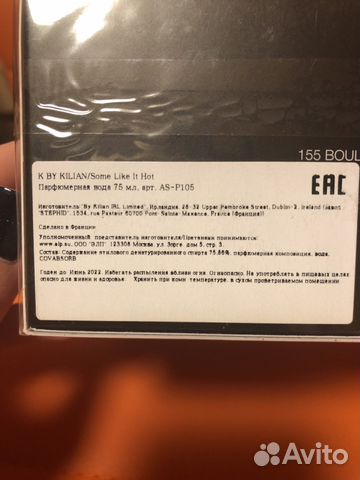 155 BOUL
K BY KILIAN/Some Like It Hot
Парфюмерная вода 75 мл, арт. AS-P105
EAC
Изготовитель "By Kilian IRL Limited", Ирландия, 28-32 Upper Pembroke Street, Dublin-2, Ireland
"STEPHID", 1534, rue Pasteur 60700 Pont-Sainte-Maxence, France (Франция)
Сделано в Франции
Уполномоченный представитель изготовителя/Претензии принимаются:
www.elp.su, ООО "ЭЛП" 123308 Москва, ул. Зорге, дом 5, стр. 3.
Состав: Содержание этилового денатурированного спирта 75.66%, парфюмерная композиция, вода,
COVABSORB
Годен до Июнь 2022. Избегать распыления вблизи огня. Огнеопасно. Не употреблять в пищевых целях
опасно для жизни и здоровья. Хранить при комн. температуре, в сухом проветриваемом помещении
Avito